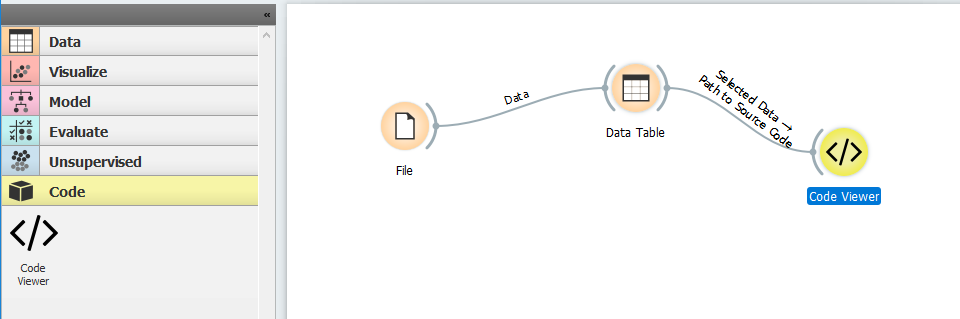 «
Data
Visualize
Model
Evaluate
Unsupervised
Code
Code
Viewer
File
Data
Data Table
Selected Data →
Path to Source Code
Code Viewer